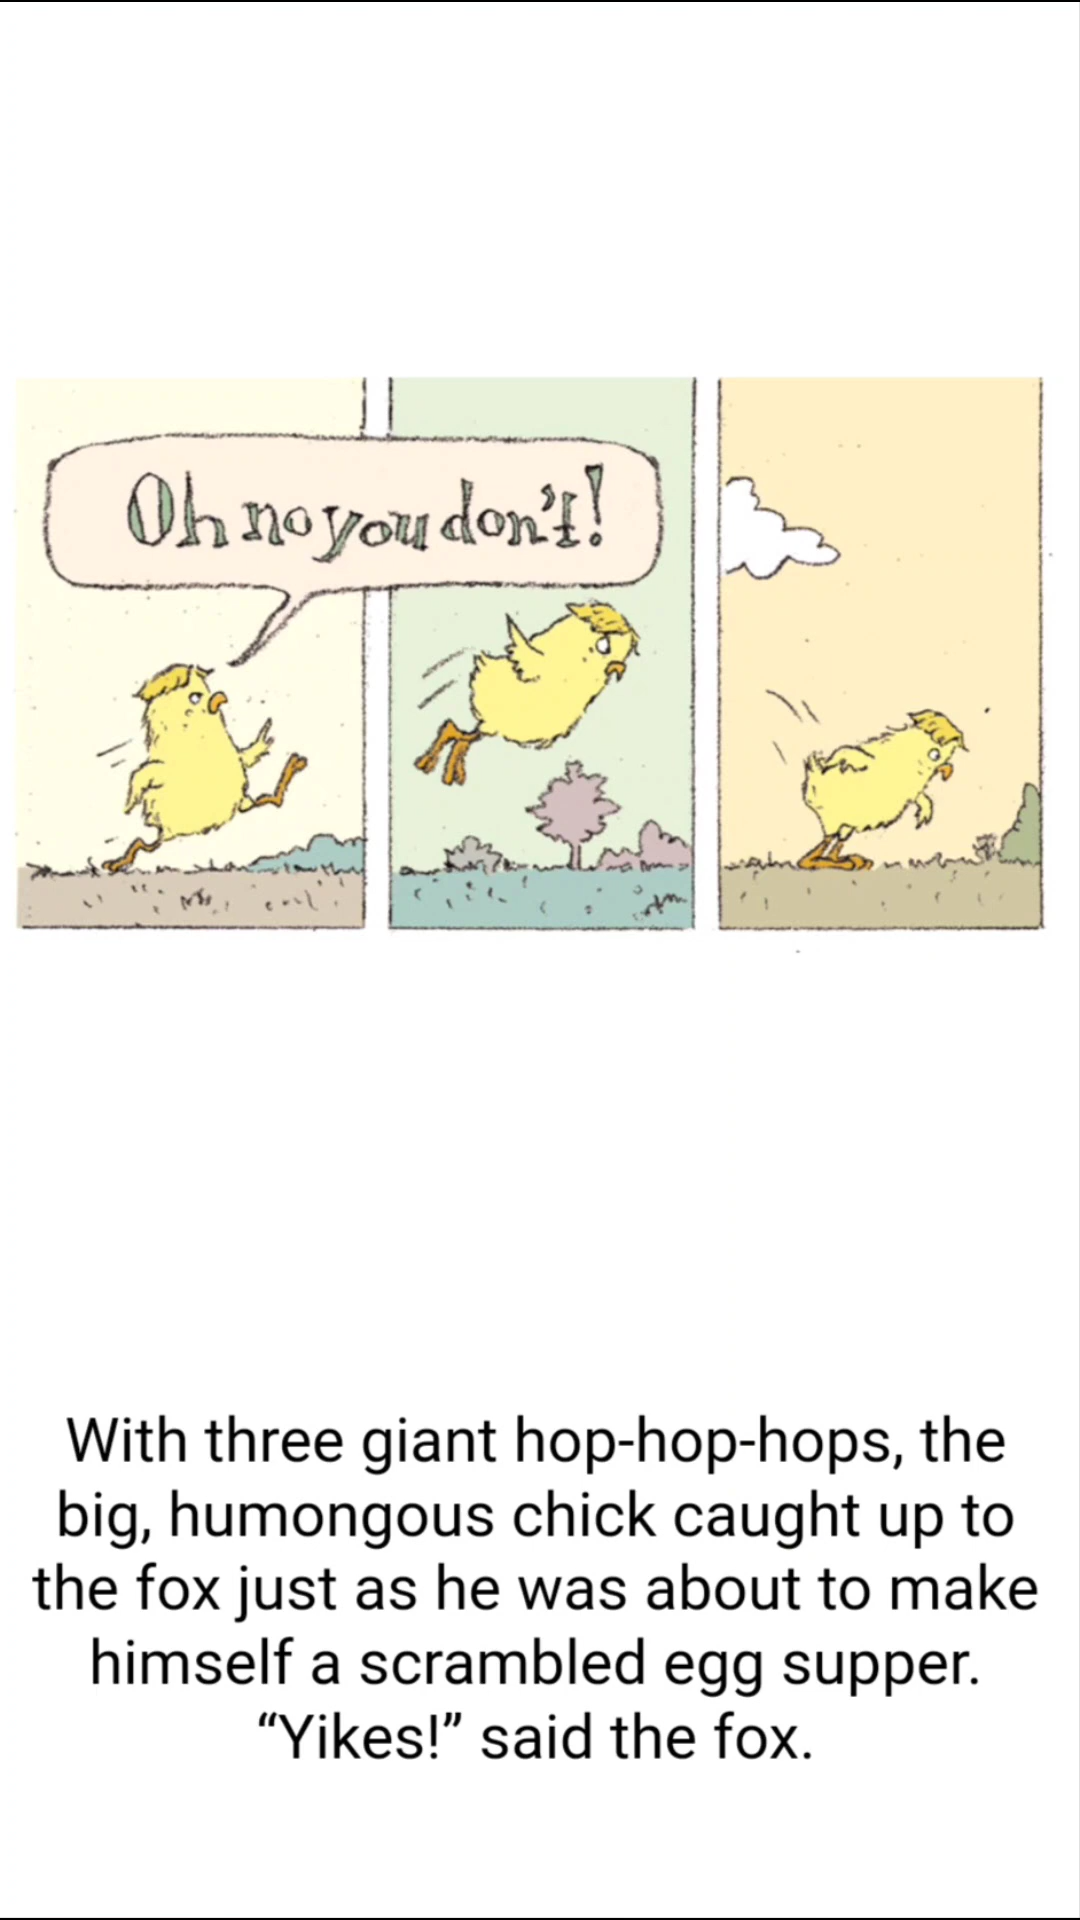 Oh no you don't!
With three giant hop-hop-hops, the
big, humongous chick caught up to
the fox just as he was about to make
himself a scrambled egg supper.
“Yikes!” said the fox.